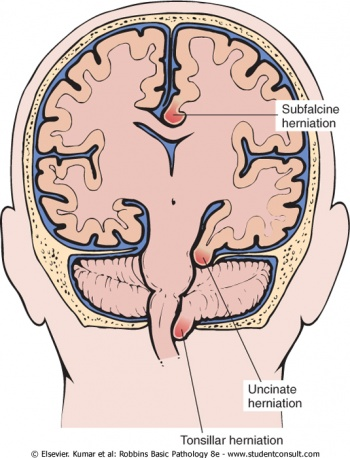 Subfalcine
herniation
Uncinate
herniation
Tonsillar herniation
© Elsevier. Kumar et al: Robbins Basic Pathology 8e - www.studentconsult.com